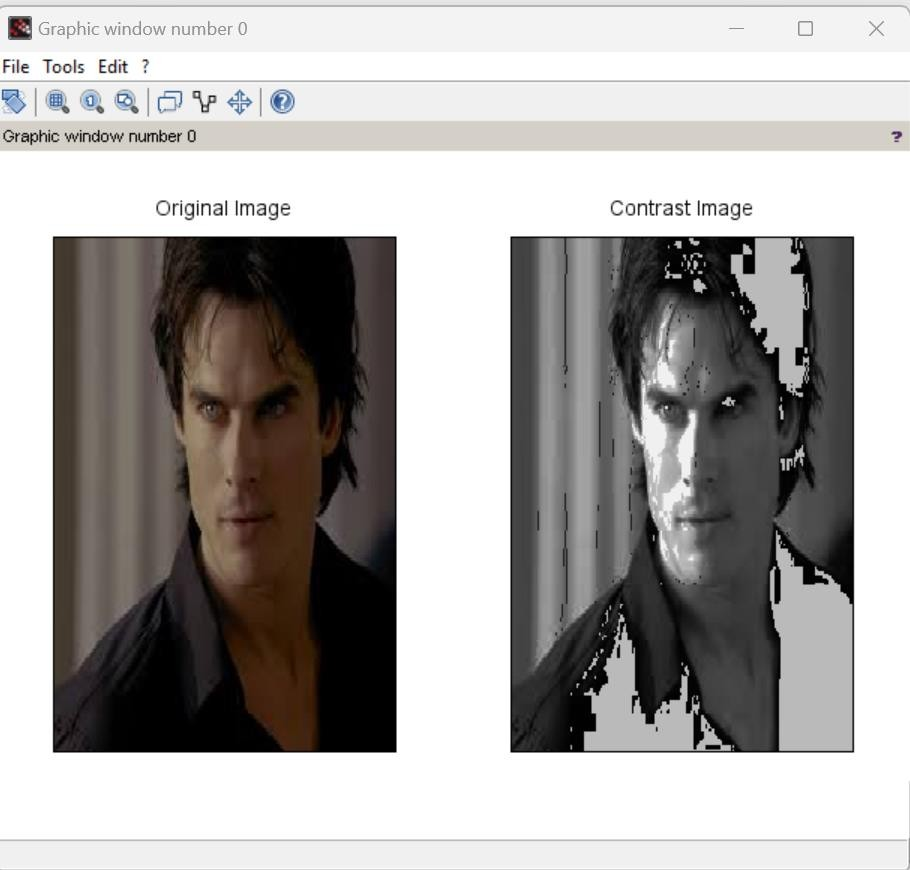 Graphic window number 0
File Tools Edit ?
Graphic window number 0 ?
Original Image Contrast Image